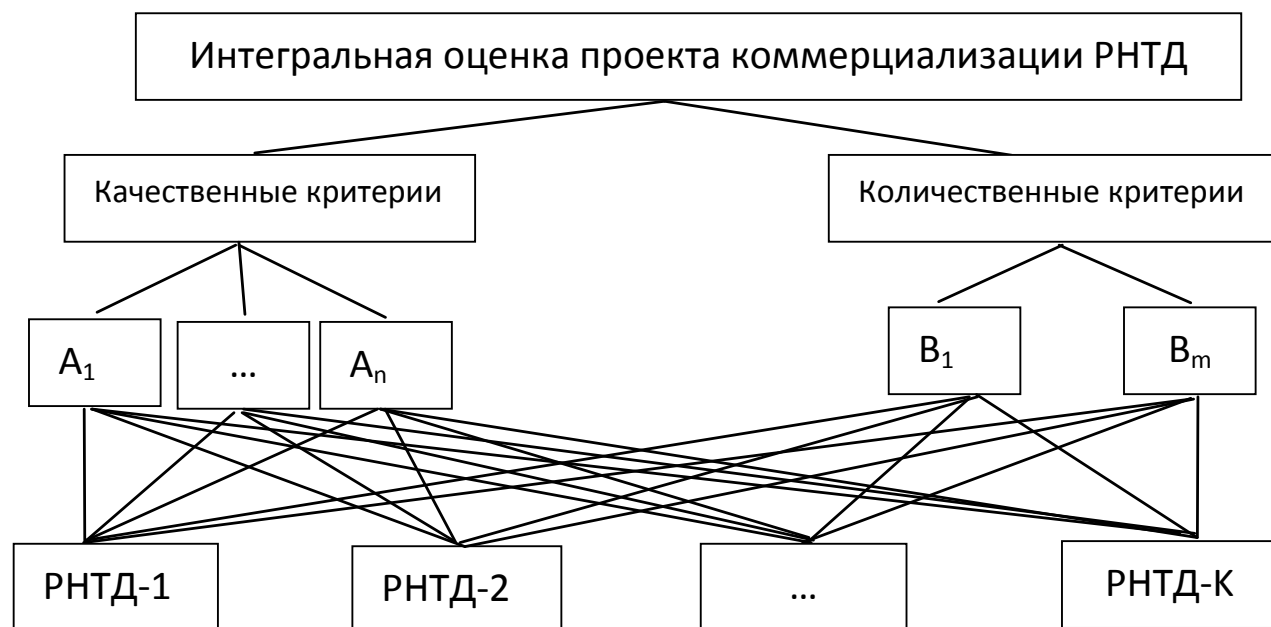 Интегральная оценка проекта коммерциализации РНТД
Качественные критерии
Количественные критерии
A₁
...
Aₙ
B₁
Bₘ
РНТД-1
РНТД-2
...
РНТД-К